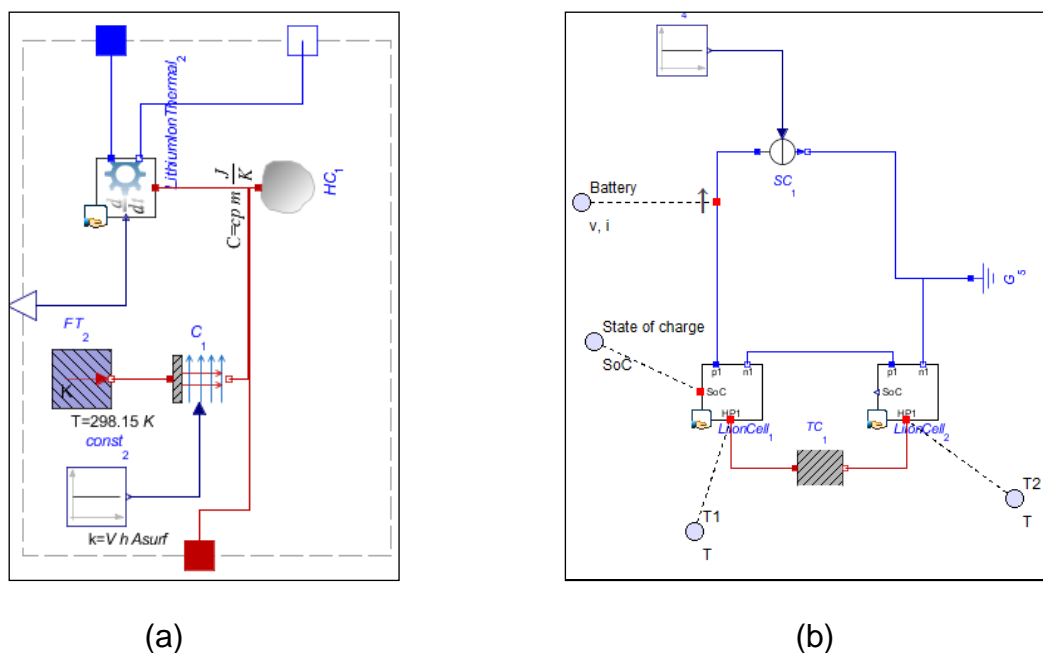 LithiumIonThermal
2
d
dt
C=cp m J/K
HC
1
FT
2
K
T=298.15 K
C
1
const
2
k=V h Asurf
4
SC
1
Battery
v, i
G
5
State of charge
SoC
p1 n1
SoC
HP1
LiIonCell
1
TC
1
p1 n1
SoC
HP1
LiIonCell
2
T1
T
T2
T
(a)
(b)